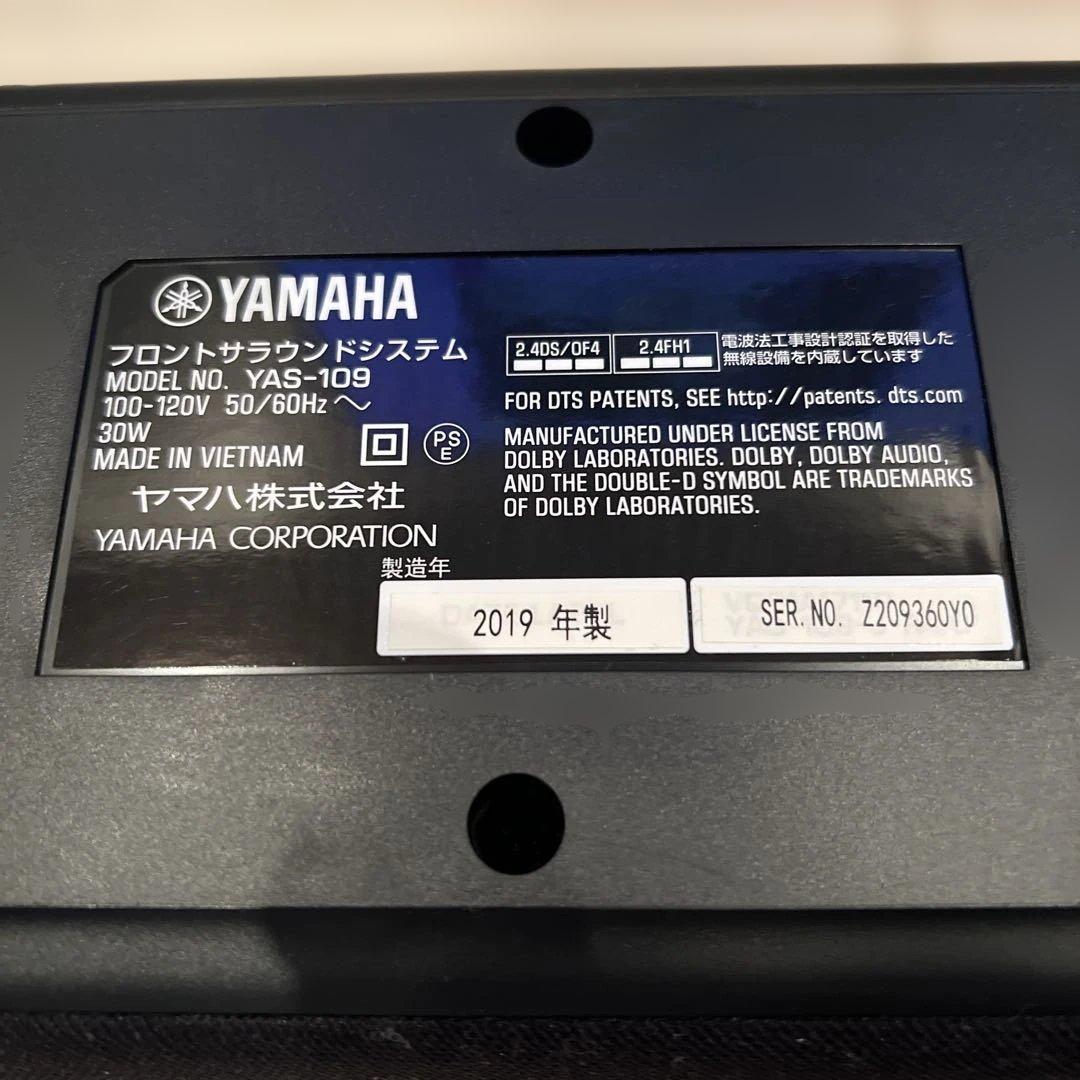 YAMAHA
フロントサラウンドシステム
MODEL NO. YAS-109
100-120V 50/60Hz ～
30W
MADE IN VIETNAM
PSE
ヤマハ株式会社
YAMAHA CORPORATION
2.4DS/OF4 2.4FH1
電波法工事設計認証を取得した
無線設備を内蔵しています
FOR DTS PATENTS, SEE http://patents.dts.com
MANUFACTURED UNDER LICENSE FROM
DOLBY LABORATORIES. DOLBY, DOLBY AUDIO,
AND THE DOUBLE-D SYMBOL ARE TRADEMARKS
OF DOLBY LABORATORIES.
製造年
2019 年製
SER. NO. Z209360Y0